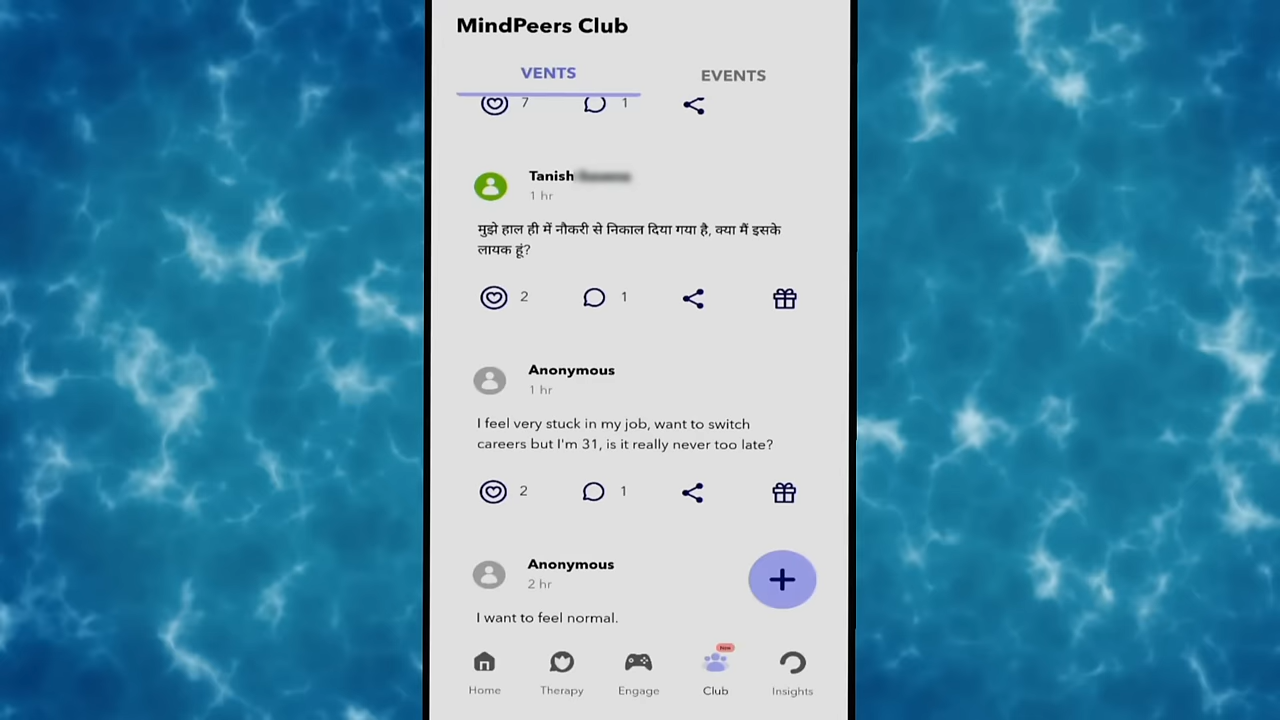 MindPeers Club
VENTS
EVENTS
7
1
Tanish
1 hr
मुझे हाल ही में नौकरी से निकाल दिया गया है, क्या मैं इसके
लायक हूं?
2
1
Anonymous
1 hr
I feel very stuck in my job, want to switch
careers but I'm 31, is it really never too late?
2
1
Anonymous
2 hr
I want to feel normal.
New
Home
Therapy
Engage
Club
Insights